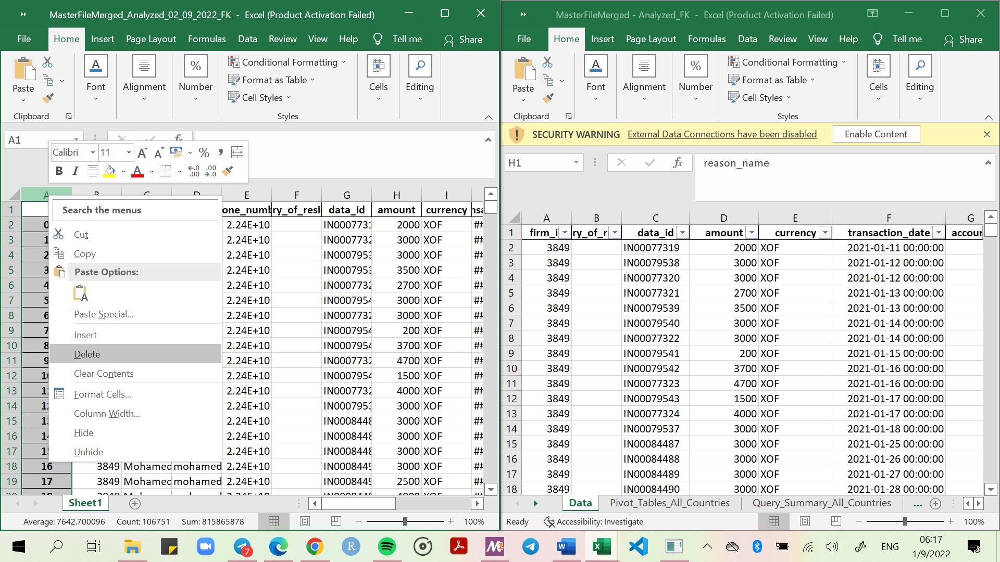 MasterFileMerged_Analyzed_02_09_2022_FK - Excel (Product Activation Failed)
File Home Insert Page Layout Formulas Data Review View Help Tell me Share
Paste Font Alignment Number Conditional Formatting Format as Table Cell Styles Cells Editing
Clipboard Styles
A1
Calibri 11
Search the menus
Cut
Copy
Paste Options:
Paste Special...
Insert
Delete
Clear Contents
Format Cells...
Column Width...
Hide
Unhide
A E F G H I
1 one_numb ry_of_resi data_id amount currency nsa
2 0 2.24E+10 IN0007731 2000 XOF ##
3 1 2.24E+10 IN0007732 3000 XOF ##
4 2 2.24E+10 IN0007953 3000 XOF ##
5 3 2.24E+10 IN0007953 3500 XOF ##
6 4 2.24E+10 IN0007732 2700 XOF ##
7 5 2.24E+10 IN0007954 3000 XOF ##
8 6 2.24E+10 IN0007732 3000 XOF ##
9 7 2.24E+10 IN0007954 200 XOF ##
10 8 2.24E+10 IN0007954 3700 XOF ##
11 9 2.24E+10 IN0007732 4700 XOF ##
12 10 2.24E+10 IN0007954 1500 XOF ##
13 11 2.24E+10 IN0007732 4000 XOF ##
14 12 2.24E+10 IN0007953 3000 XOF ##
15 13 2.24E+10 IN0008448 3000 XOF ##
16 14 2.24E+10 IN0008448 3000 XOF ##
17 15 2.24E+10 IN0008448 3000 XOF ##
18 16 3849 Mohamed mohamed 2.24E+10 IN0008449 3000 XOF ##
19 17 3849 Mohamed mohamed 2.24E+10 IN0008449 2500 XOF ##
Sheet1
Average: 7642.700096 Count: 106751 Sum: 815865878 100%
MasterFileMerged - Analyzed_FK - Excel (Product Activation Failed)
File Home Insert Page Layout Formulas Data Review View Help Tell me Share
Paste Font Alignment Number Conditional Formatting Format as Table Cell Styles Cells Editing
Clipboard Styles
SECURITY WARNING External Data Connections have been disabled Enable Content
H1 fx reason_name
A B C D E F G
1 firm_i ry_of_r data_id amount currency transaction_date accour
2 3849 IN00077319 2000 XOF 2021-01-11 00:00:00
3 3849 IN00079538 3000 XOF 2021-01-12 00:00:00
4 3849 IN00077320 3000 XOF 2021-01-12 00:00:00
5 3849 IN00077321 2700 XOF 2021-01-13 00:00:00
6 3849 IN00079539 3500 XOF 2021-01-13 00:00:00
7 3849 IN00079540 3000 XOF 2021-01-14 00:00:00
8 3849 IN00077322 3000 XOF 2021-01-14 00:00:00
9 3849 IN00079541 200 XOF 2021-01-15 00:00:00
10 3849 IN00079542 3700 XOF 2021-01-16 00:00:00
11 3849 IN00077323 4700 XOF 2021-01-16 00:00:00
12 3849 IN00079543 1500 XOF 2021-01-17 00:00:00
13 3849 IN00077324 4000 XOF 2021-01-17 00:00:00
14 3849 IN00079537 3000 XOF 2021-01-18 00:00:00
15 3849 IN00084487 3000 XOF 2021-01-25 00:00:00
16 3849 IN00084488 3000 XOF 2021-01-26 00:00:00
17 3849 IN00084489 3000 XOF 2021-01-27 00:00:00
18 3849 IN00084490 3000 XOF 2021-01-28 00:00:00
Data Pivot_Tables_All_Countries Query_Summary_All_Countries ...
Ready Accessibility: Investigate 100%
7 ENG 06:17
1/9/2022